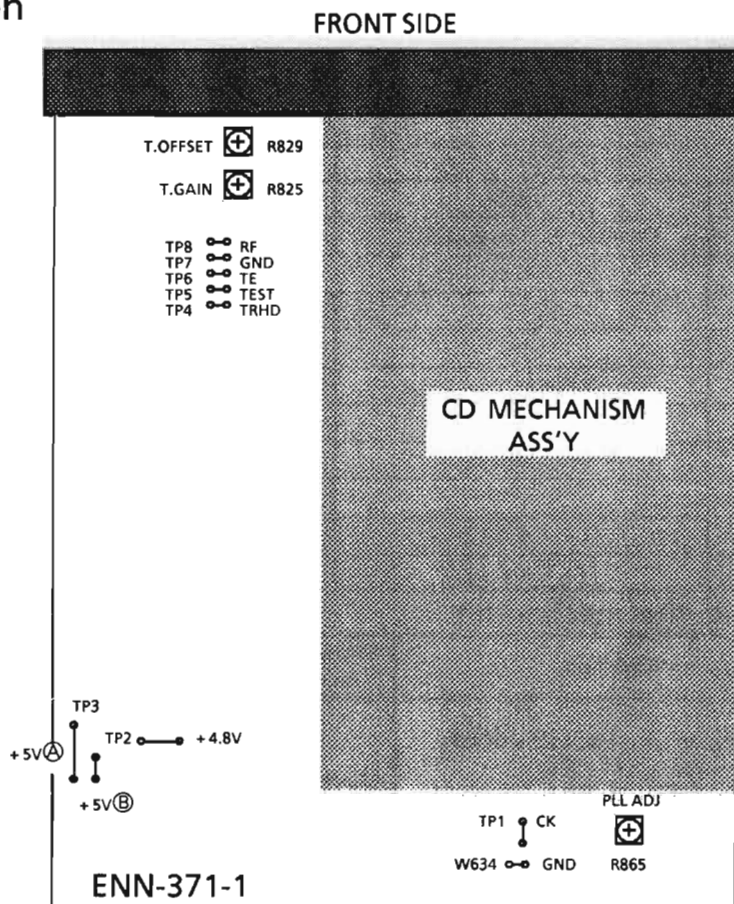 FRONT SIDE
T.OFFSET R829
T.GAIN R825
TP8 RF
TP7 GND
TP6 TE
TP5 TEST
TP4 TRHD
CD MECHANISM
ASS'Y
TP3
+5VⒶ TP2 +4.8V
+5VⒷ
PLL ADJ
TP1 CK
W634 GND R865
ENN-371-1